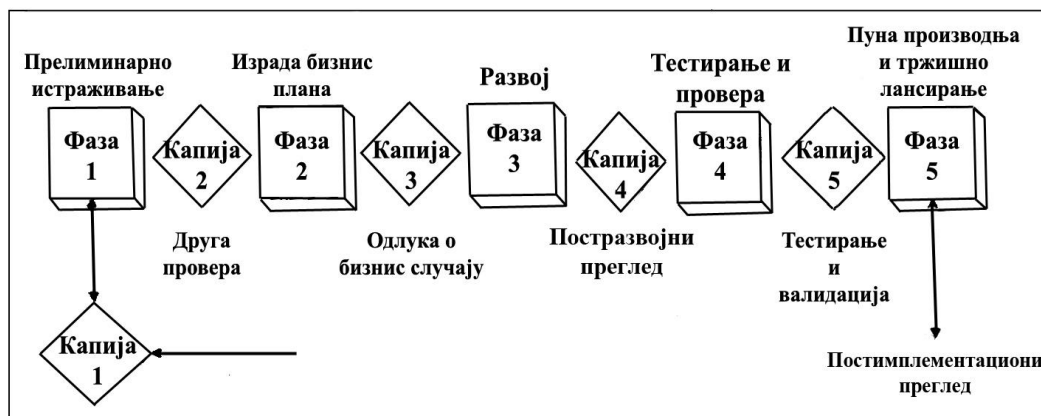 Прелиминарно
истраживање
Фаза
1
Капија
2
Друга
провера
Израда бизнис
плана
Фаза
2
Капија
3
Одлука о
бизнис случају
Развој
Фаза
3
Капија
4
Постразвојни
преглед
Тестирање и
провера
Фаза
4
Капија
5
Тестирање
и
валидација
Пуна производња
и тржишно
лансирање
Фаза
5
Капија
1
Постимплементациони
преглед